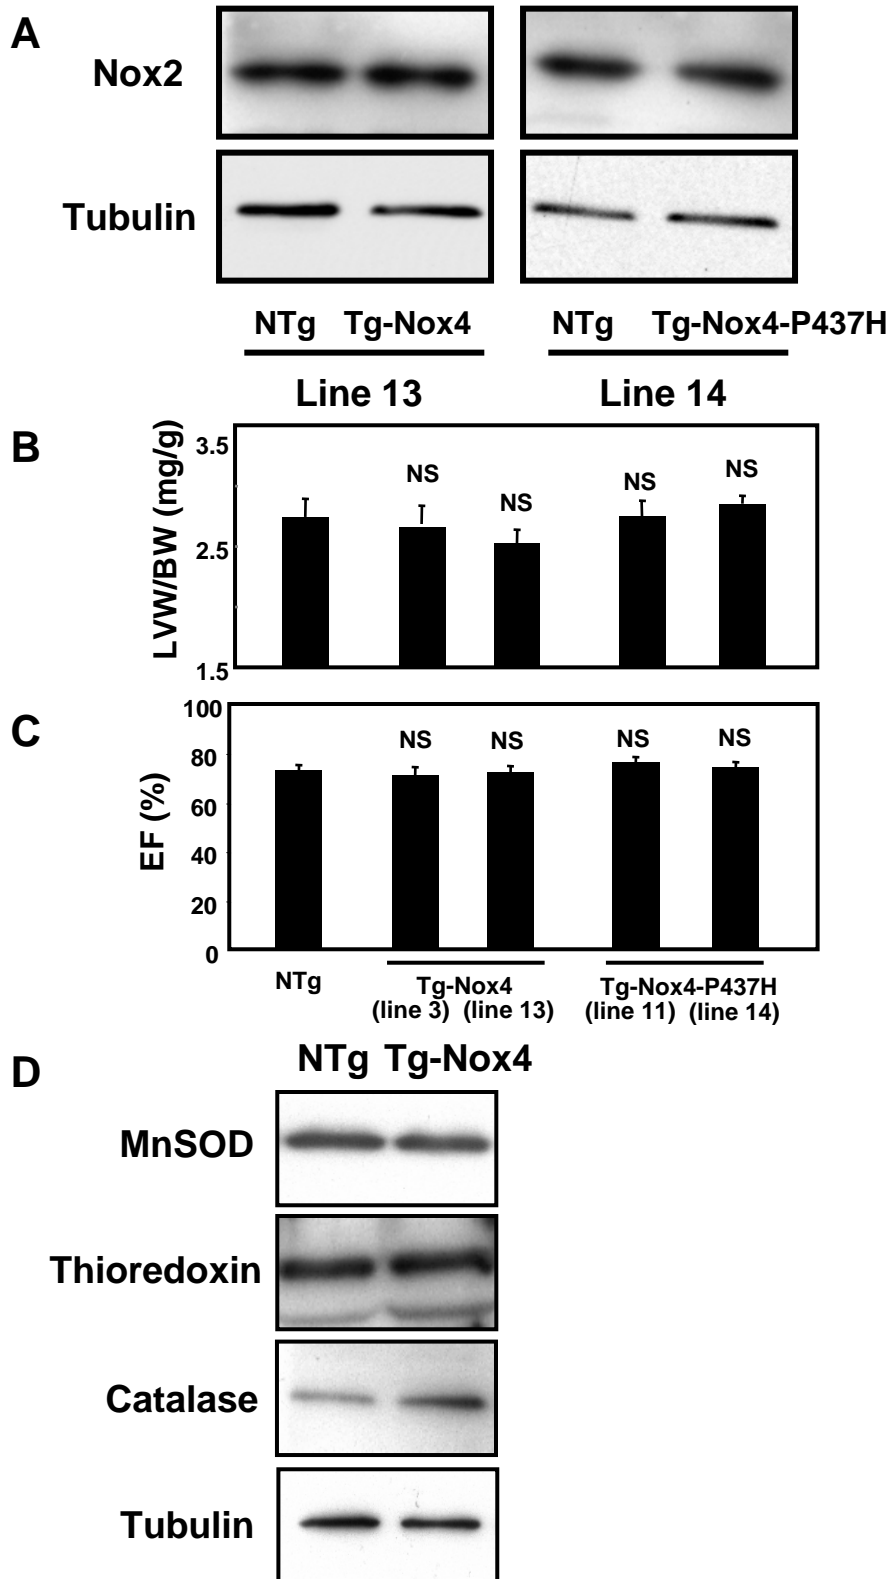 A
Nox2
Tubulin
NTg Tg-Nox4 NTg Tg-Nox4-P437H
Line 13 Line 14
B
LVW/BW (mg/g)
3.5
2.5
1.5
NS NS NS NS
C
EF (%)
100
80
60
40
20
0
NS NS NS NS
NTg Tg-Nox4 Tg-Nox4-P437H
(line 3) (line 13) (line 11) (line 14)
D
NTg Tg-Nox4
MnSOD
Thioredoxin
Catalase
Tubulin